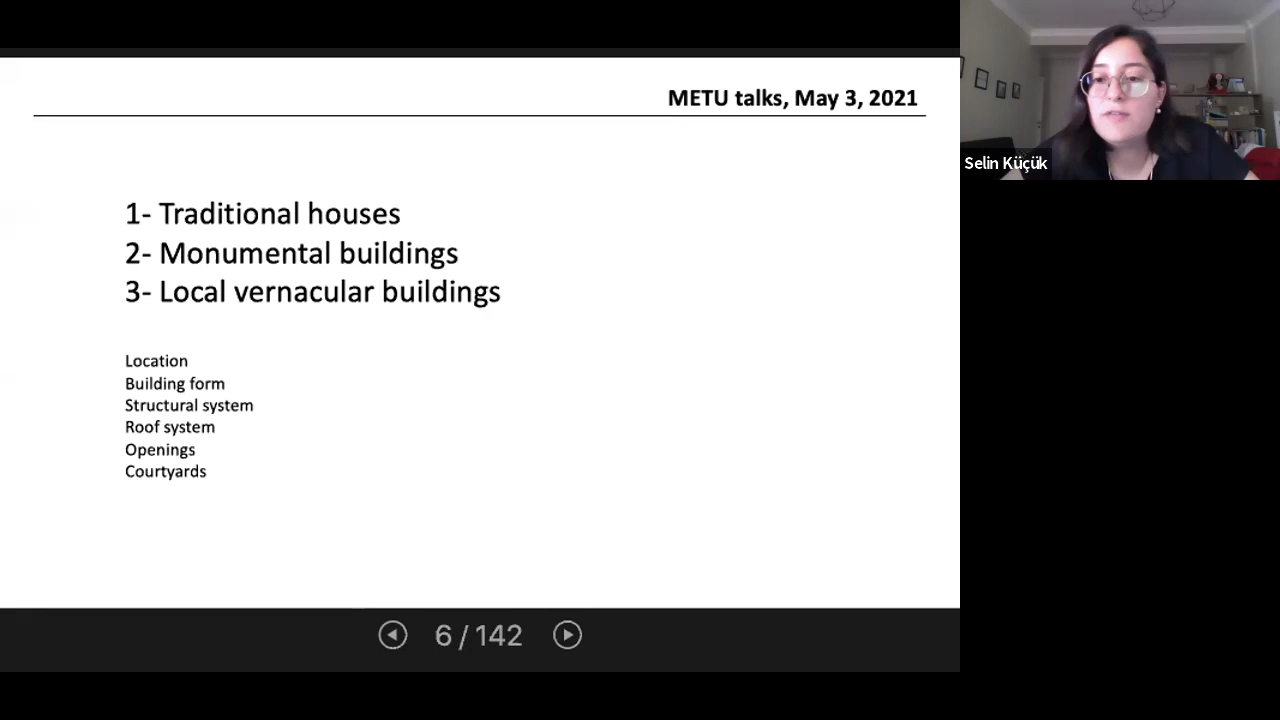 METU talks, May 3, 2021
1- Traditional houses
2- Monumental buildings
3- Local vernacular buildings
Location
Building form
Structural system
Roof system
Openings
Courtyards
6 / 142
Selin Küçük